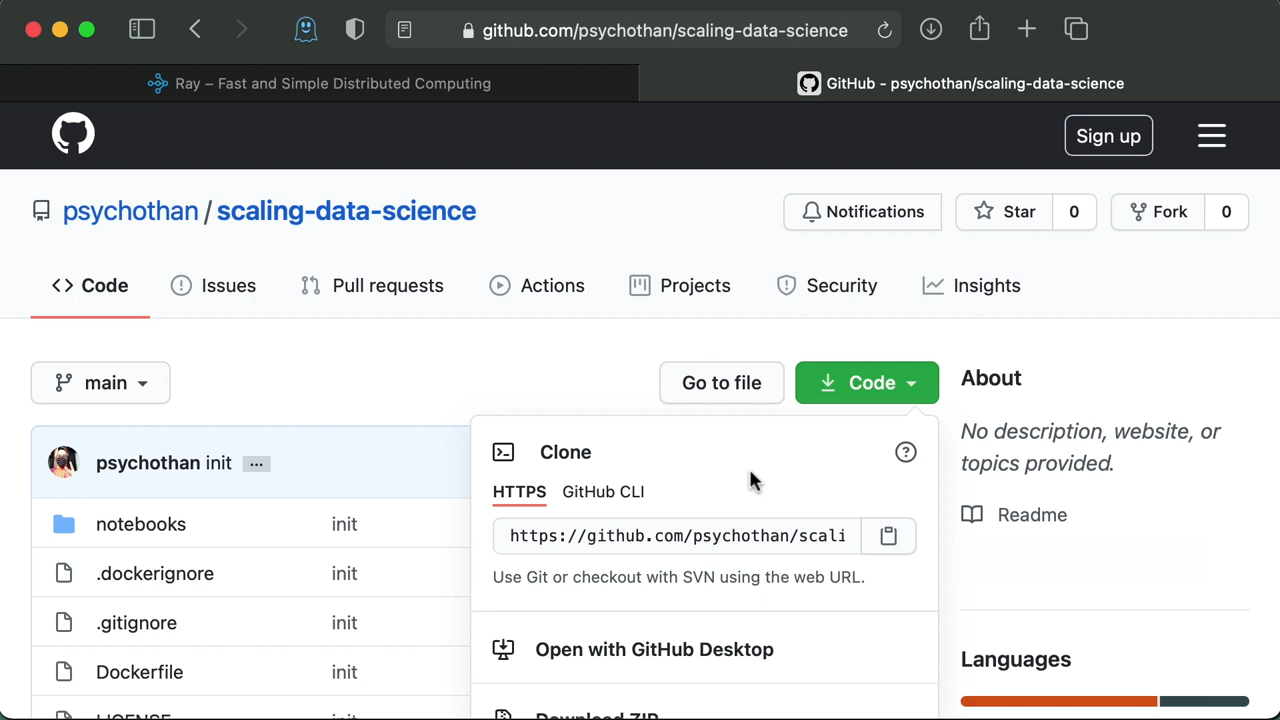 github.com/psychothan/scaling-data-science
Ray – Fast and Simple Distributed Computing
GitHub - psychothan/scaling-data-science
Sign up
psychothan / scaling-data-science
Notifications
Star
0
Fork
0
Code
Issues
Pull requests
Actions
Projects
Security
Insights
main
Go to file
Code
About
No description, website, or
topics provided.
Readme
Languages
psychothan init ...
notebooks init
.dockerignore init
.gitignore init
Dockerfile init
LICENSE init
Clone
HTTPS GitHub CLI
https://github.com/psychothan/scali
Use Git or checkout with SVN using the web URL.
Open with GitHub Desktop
Download ZIP